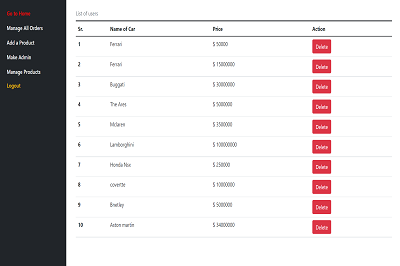 Go to Home
Manage All Orders
Add a Product
Make Admin
Manage Products
Logout
List of users
Sr. Name of Car Price Action
1 Ferrari $ 50000 Delete
2 Ferrari $ 15000000 Delete
3 Buggati $ 30000000 Delete
4 The Ares $ 5000000 Delete
5 Mclaren $ 3500000 Delete
6 Lamborghini $ 100000000 Delete
7 Honda Nsx $ 250000 Delete
8 covertte $ 10000000 Delete
9 Bnetley $ 5000000 Delete
10 Aston martin $ 34000000 Delete